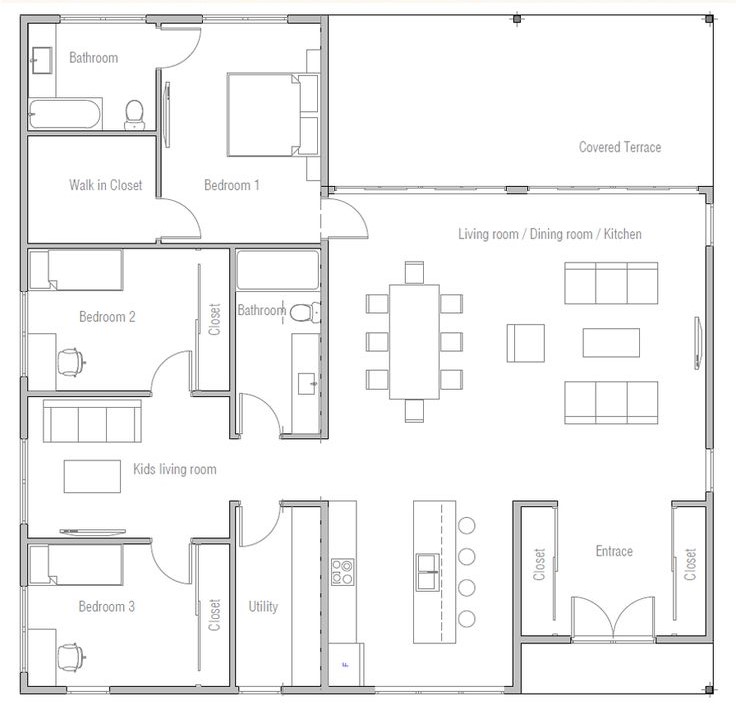 Bathroom
Covered Terrace
Walk in Closet
Bedroom 1
Living room / Dining room / Kitchen
Bedroom 2
Closet
Bathroom
Kids living room
Bedroom 3
Closet
Utility
F
Closet
Entrace
Closet